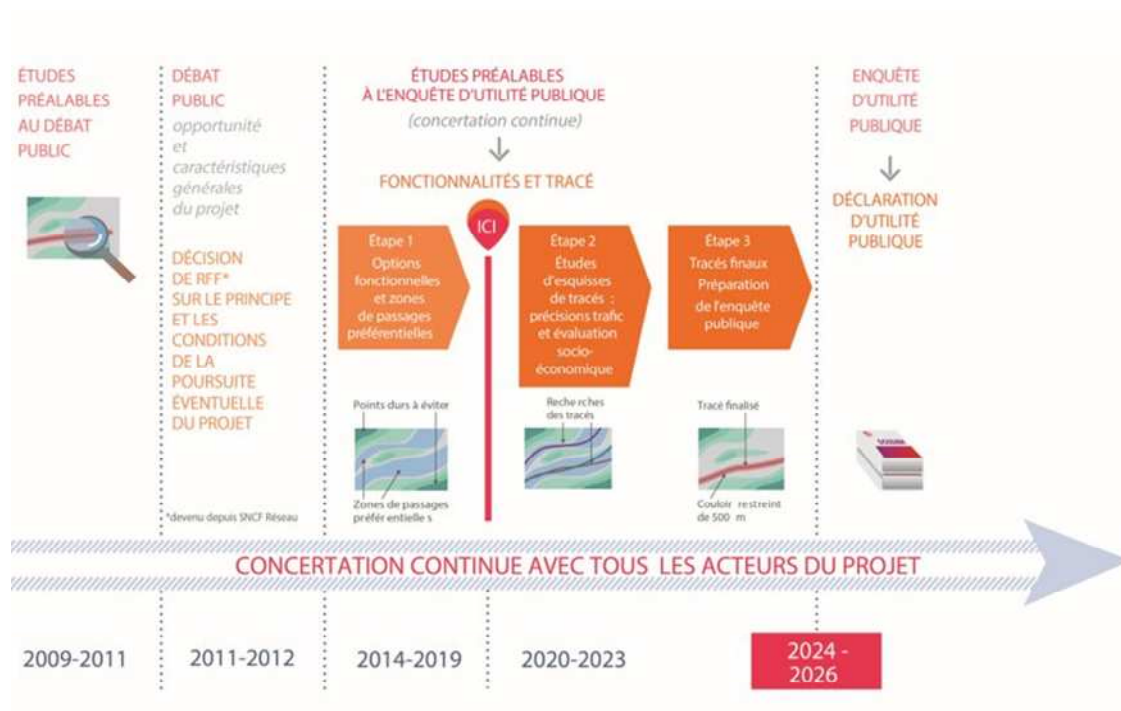 ÉTUDES
PRÉALABLES
AU DÉBAT
PUBLIC
DÉBAT
PUBLIC
opportunité
et
caractéristiques
générales
du projet
DÉCISION
DE RFF*
SUR LE PRINCIPE
ET LES
CONDITIONS
DE LA
POURSUITE
ÉVENTUELLE
DU PROJET
*devenu depuis SNCF Réseau
ÉTUDES PRÉALABLES
À L'ENQUÊTE D'UTILITÉ PUBLIQUE
(concertation continue)
FONCTIONNALITÉS ET TRACÉ
ICI
Étape 1
Options
fonctionnelles
et zones
de passages
préférentielles
Points durs à éviter
Zones de passages
préfér entielle s
Étape 2
Études
d'esquisses
de tracés :
précisions trafic
et évaluation
socio-
économique
Reche rches
des tracés
Étape 3
Tracés finaux
Préparation
de l'enquête
publique
Tracé finalisé
Couloir restreint
de 500 m
ENQUÊTE
D'UTILITÉ
PUBLIQUE
DÉCLARATION
D'UTILITÉ
PUBLIQUE
CONCERTATION CONTINUE AVEC TOUS LES ACTEURS DU PROJET
2009-2011
2011-2012
2014-2019
2020-2023
2024 -
2026